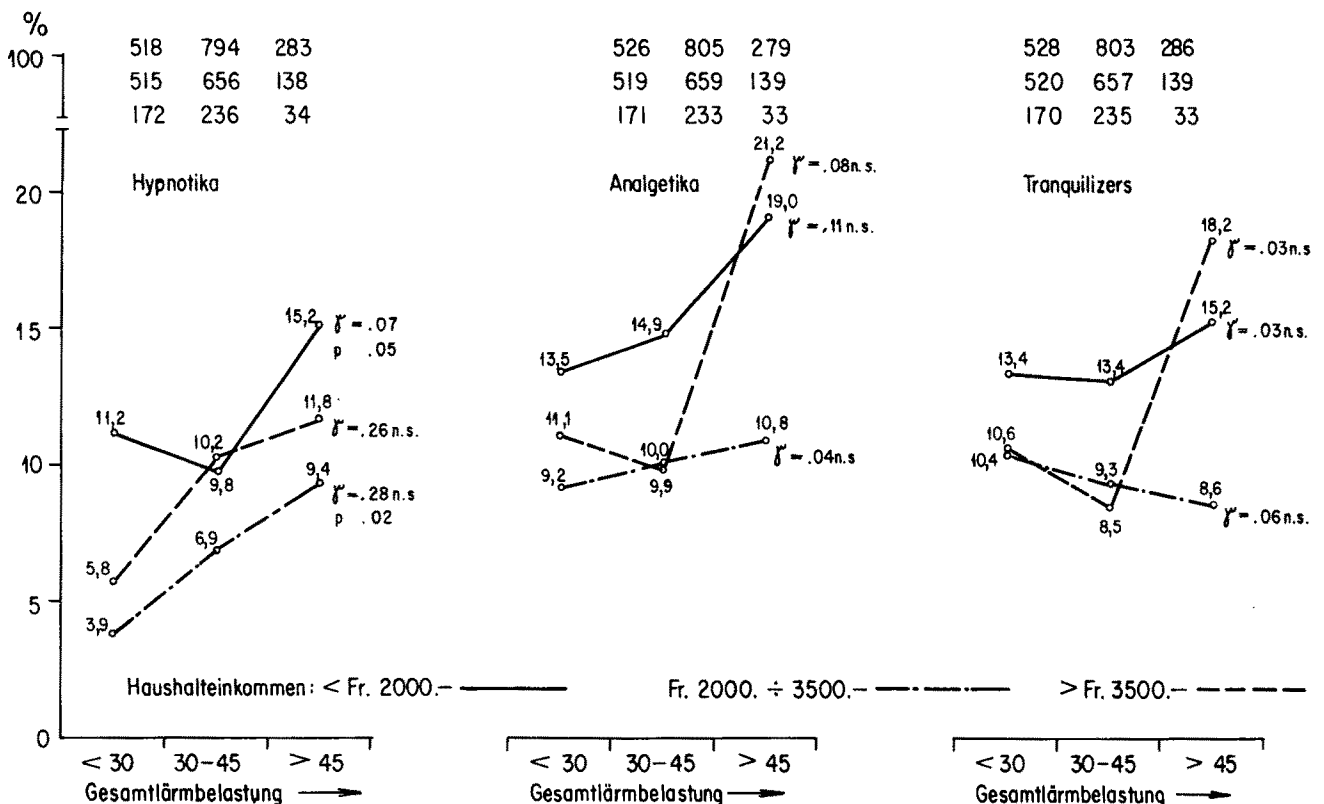 %
100
518 794 283
515 656 138
172 236 34
526 805 279
519 659 139
171 233 33
528 803 286
520 657 139
170 235 33
20
15
10
5
0
Hypnotika
11,2
9,8
15,2
γ = .07
p .05
5,8
10,2
11,8
γ = .26 n.s.
3,9
6,9
9,4
γ = .28 n.s
p .02
Analgetika
21,2
γ = .08 n.s.
19,0
γ = .11 n.s.
13,5
14,9
11,1
10,0
9,9
9,2
10,8
γ = .04 n.s
Tranquilizers
18,2
γ = .03 n.s
15,2
γ = .03 n.s.
13,4
13,4
10,6
10,4
9,3
8,5
8,6
γ = .06 n.s.
Haushalteinkommen: < Fr. 2000.– Fr. 2000. ÷ 3500.– > Fr. 3500.–
< 30 30–45 > 45
Gesamtlärmbelastung
< 30 30–45 > 45
Gesamtlärmbelastung
< 30 30–45 > 45
Gesamtlärmbelastung